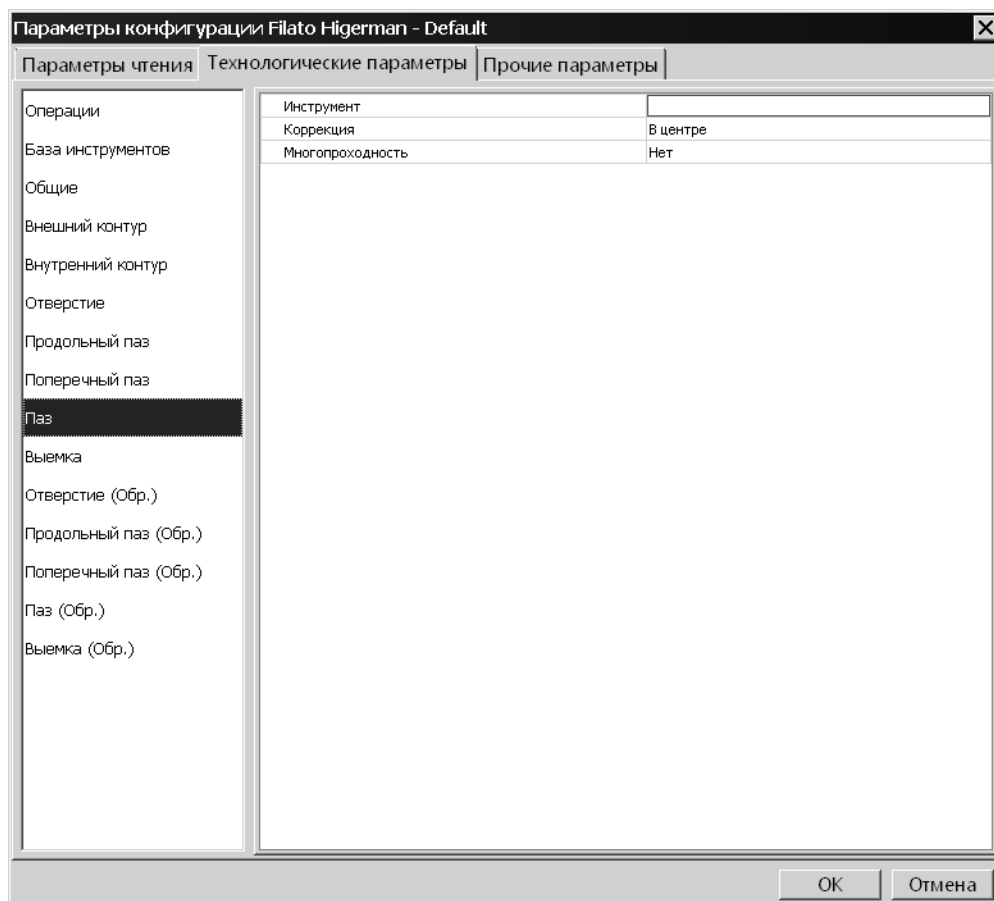 Параметры конфигурации Filato Higerman - Default
Параметры чтения Технологические параметры Прочие параметры
Операции
База инструментов
Общие
Внешний контур
Внутренний контур
Отверстие
Продольный паз
Поперечный паз
Паз
Выемка
Отверстие (Обр.)
Продольный паз (Обр.)
Поперечный паз (Обр.)
Паз (Обр.)
Выемка (Обр.)
Инструмент
Коррекция В центре
Многопроходность Нет
OK Отмена